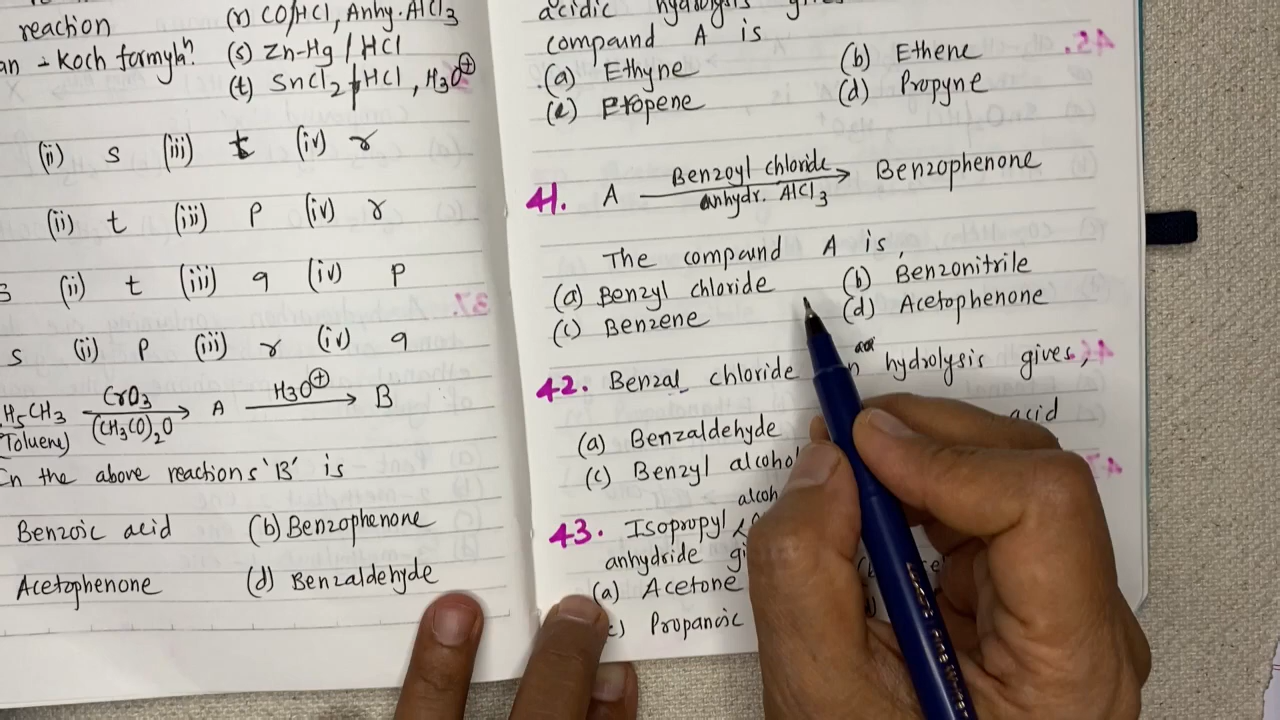 reaction
(r) CO/HCl, Anhy. AlCl3
an - Koch formyln.
(s) Zn-Hg / HCl
(t) SnCl2 + HCl, H3O⊕
(ii) s (iii) t (iv) r
(ii) t (iii) p (iv) r
(ii) t (iii) q (iv) p
s (ii) p (iii) r (iv) q
H5CH3 CrO3 (CH3CO)2O → A H3O⊕ → B
(Toluene)
In the above reactions 'B' is
Benzoic acid (b) Benzophenone
Acetophenone (d) Benzaldehyde
acidic hydrolysis gives
compound A is
(a) Ethyne (b) Ethene
(c) Propene (d) Propyne
41. A Benzoyl chloride anhydr. AlCl3 → Benzophenone
The compound A is,
(a) Benzyl chloride (b) Benzonitrile
(c) Benzene (d) Acetophenone
42. Benzal chloride hydrolysis gives,
(a) Benzaldehyde acid
(c) Benzyl alcohol
43. Isopropyl alcoh
anhydride gi
(a) Acetone
c) Propanoic